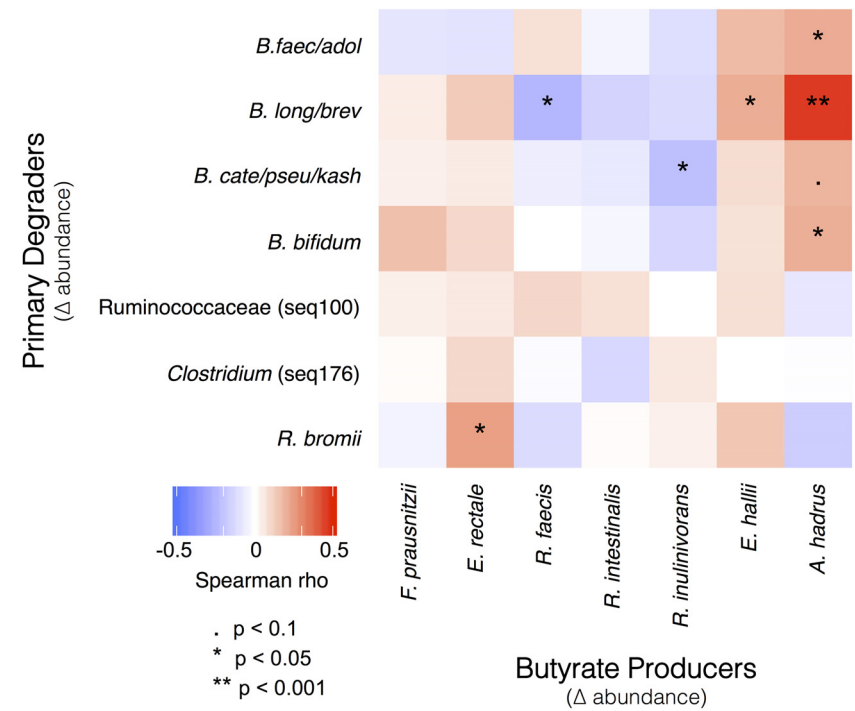 B.faec/adol
*
B. long/brev
*
*
**
B. cate/pseu/kash
*
.
B. bifidum
*
Ruminococcaceae (seq100)
Clostridium (seq176)
R. bromii
*
Primary Degraders
(Δ abundance)
F. prausnitzii
E. rectale
R. faecis
R. intestinalis
R. inulinivorans
E. hallii
A. hadrus
-0.5 0 0.5
Spearman rho
. p < 0.1
* p < 0.05
** p < 0.001
Butyrate Producers
(Δ abundance)